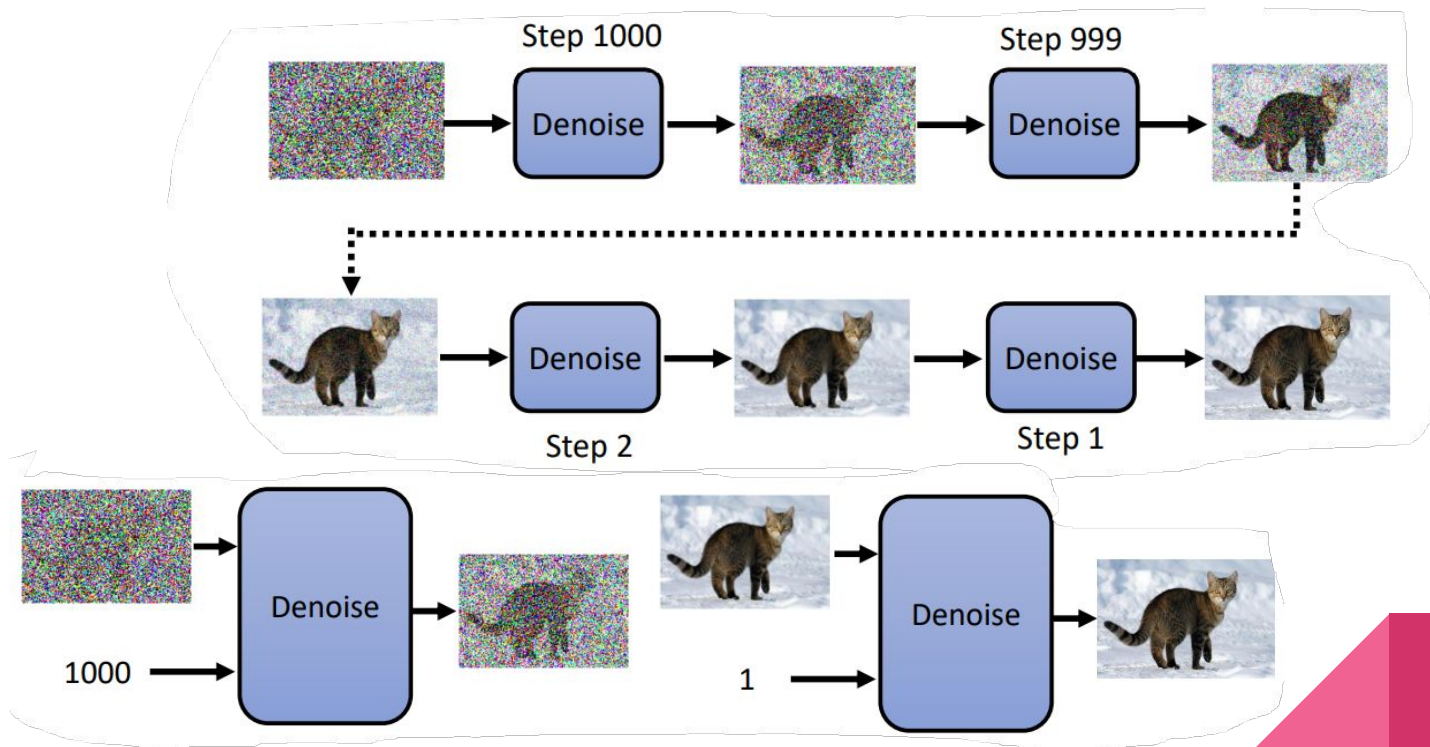 Step 1000
Step 999
Denoise
Denoise
Denoise
Denoise
Step 2
Step 1
Denoise
1000
Denoise
1